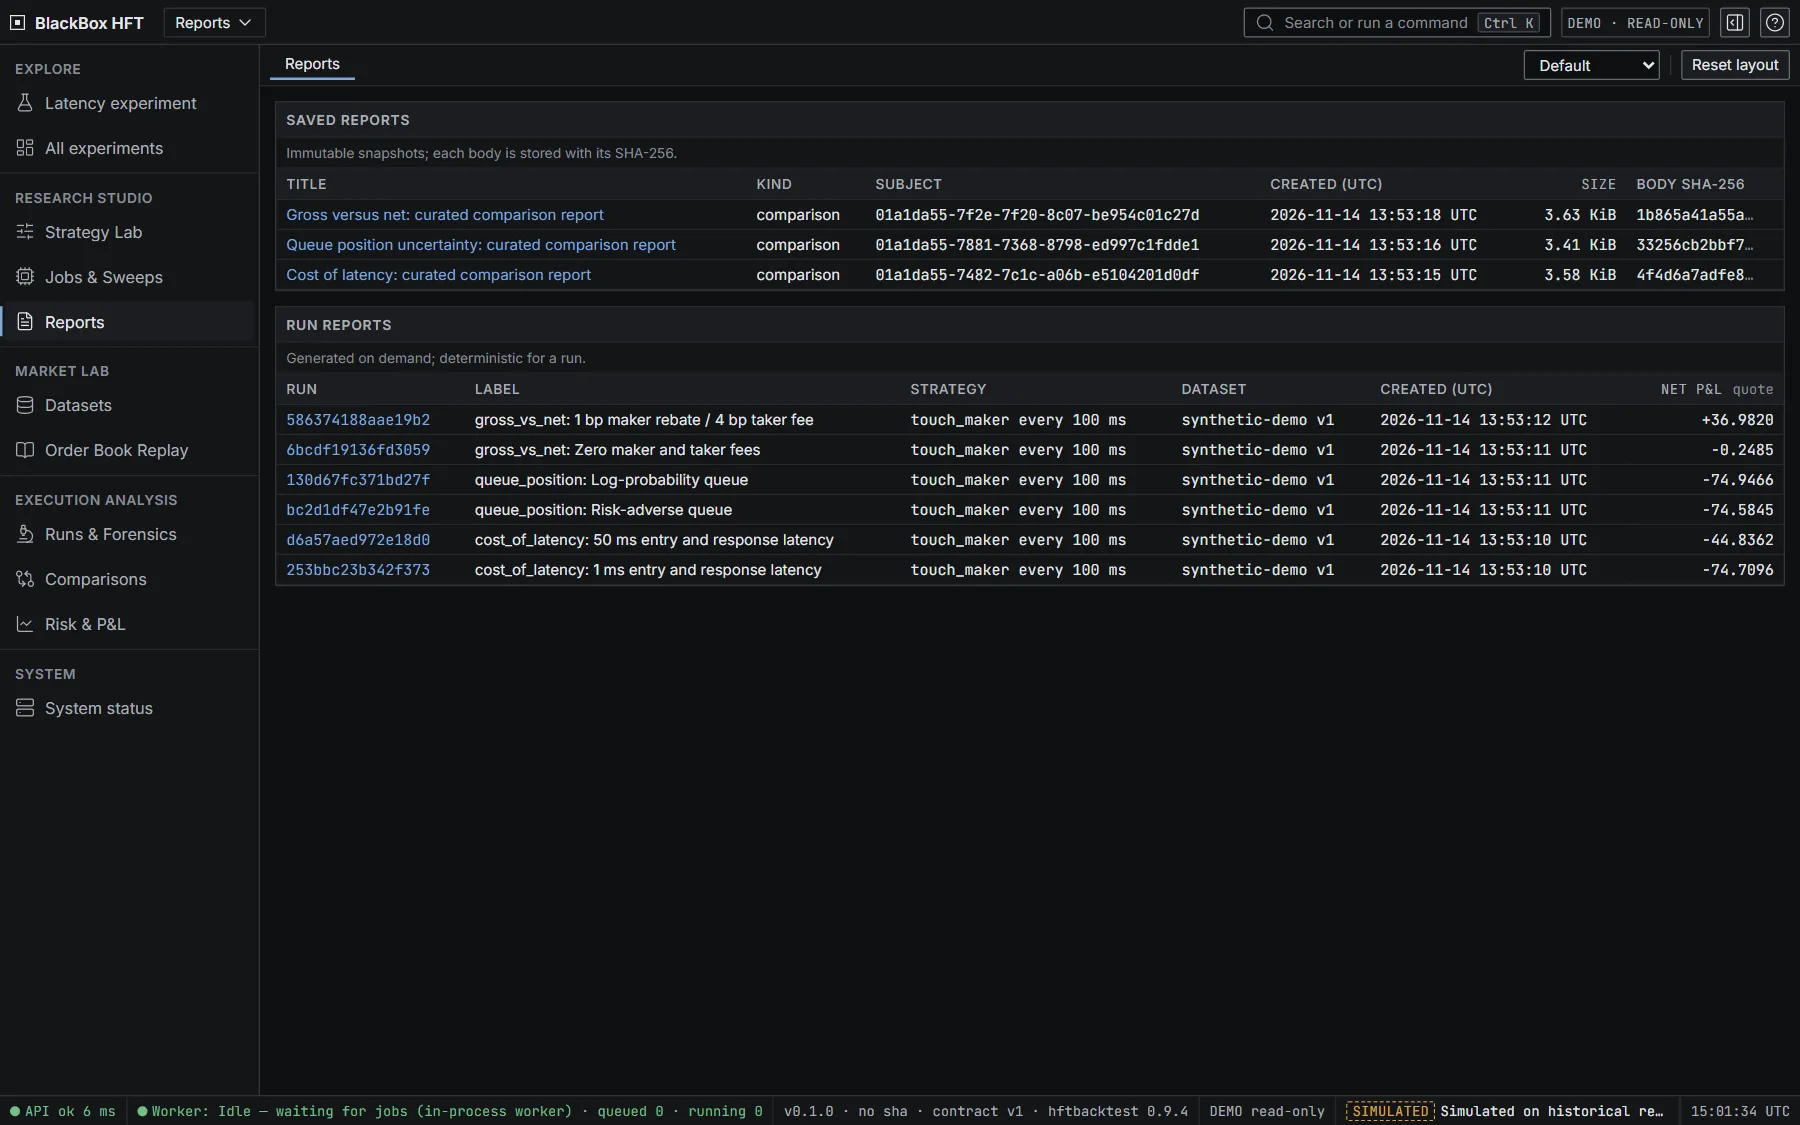 BlackBox HFT Reports Search or run a command Ctrl K DEMO · READ-ONLY
EXPLORE
Latency experiment
All experiments
RESEARCH STUDIO
Strategy Lab
Jobs & Sweeps
Reports
MARKET LAB
Datasets
Order Book Replay
EXECUTION ANALYSIS
Runs & Forensics
Comparisons
Risk & P&L
SYSTEM
System status
Reports Default Reset layout
SAVED REPORTS
Immutable snapshots; each body is stored with its SHA-256.
TITLE KIND SUBJECT CREATED (UTC) SIZE BODY SHA-256
Gross versus net: curated comparison report comparison 01a1da55-7f2e-7f20-8c07-be954c01c27d 2026-11-14 13:53:18 UTC 3.63 KiB 1b865a41a55a…
Queue position uncertainty: curated comparison report comparison 01a1da55-7881-7368-8798-ed997c1fdde1 2026-11-14 13:53:16 UTC 3.41 KiB 33256cb2bbf7…
Cost of latency: curated comparison report comparison 01a1da55-7482-7c1c-a06b-e5104201d0df 2026-11-14 13:53:15 UTC 3.58 KiB 4f4d6a7adfe8…
RUN REPORTS
Generated on demand; deterministic for a run.
RUN LABEL STRATEGY DATASET CREATED (UTC) NET P&L quote
586374188aae19b2 gross_vs_net: 1 bp maker rebate / 4 bp taker fee touch_maker every 100 ms synthetic-demo v1 2026-11-14 13:53:12 UTC +36.9820
6bcdf19136fd3059 gross_vs_net: Zero maker and taker fees touch_maker every 100 ms synthetic-demo v1 2026-11-14 13:53:11 UTC -0.2485
130d67fc371bd27f queue_position: Log-probability queue touch_maker every 100 ms synthetic-demo v1 2026-11-14 13:53:11 UTC -74.9466
bc2d1df47e2b91fe queue_position: Risk-adverse queue touch_maker every 100 ms synthetic-demo v1 2026-11-14 13:53:11 UTC -74.5845
d6a57aed972e18d0 cost_of_latency: 50 ms entry and response latency touch_maker every 100 ms synthetic-demo v1 2026-11-14 13:53:10 UTC -44.8362
253bbc23b342f373 cost_of_latency: 1 ms entry and response latency touch_maker every 100 ms synthetic-demo v1 2026-11-14 13:53:10 UTC -74.7096
API ok 6 ms Worker: Idle — waiting for jobs (in-process worker) · queued 0 · running 0 v0.1.0 · no sha · contract v1 · hftbacktest 0.9.4 DEMO read-only SIMULATED Simulated on historical re… 15:01:34 UTC